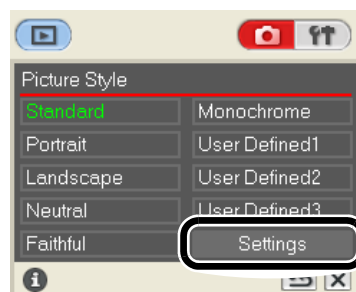 Picture Style
Standard Monochrome
Portrait User Defined1
Landscape User Defined2
Neutral User Defined3
Faithful Settings